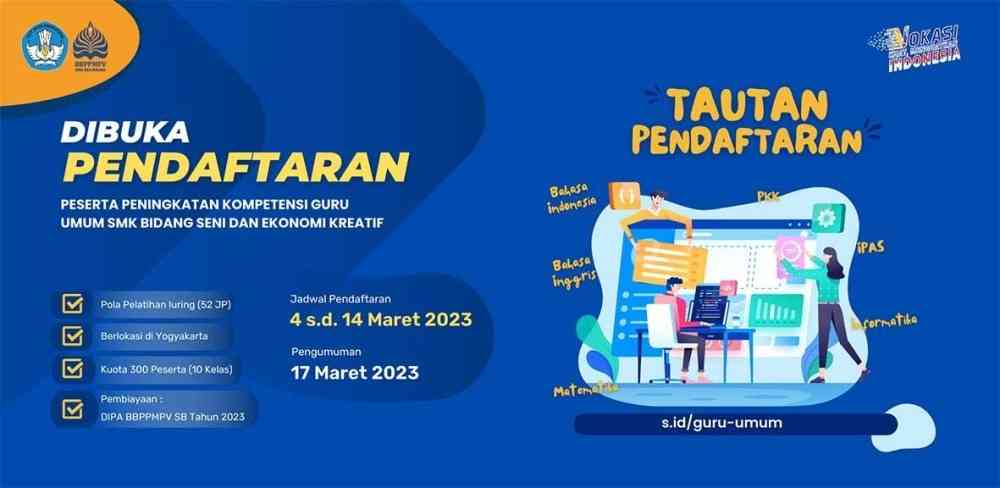 BBPPMPV
VOKASI
INDONESIA
DIBUKA
PENDAFTARAN
PESERTA PENINGKATAN KOMPETENSI GURU
UMUM SMK BIDANG SENI DAN EKONOMI KREATIF
Pola Pelatihan luring (52 JP)
Berlokasi di Yogyakarta
Kuota 300 Peserta (10 Kelas)
Pembiayaan :
DIPA BBPPMPV SB Tahun 2023
Jadwal Pendaftaran
4 s.d. 14 Maret 2023
Pengumuman
17 Maret 2023
TAUTAN
PENDAFTARAN
Bahasa
indonesia
PKK
iPAS
Bahasa
inggris
Informatika
Matematika
s.id/guru-umum